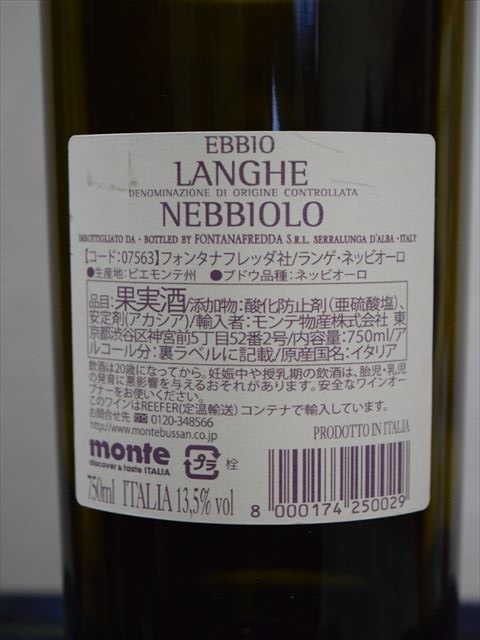 EBBIO
LANGHE
DENOMINAZIONE DI ORIGINE CONTROLLATA
NEBBIOLO
IMBOTTIGLIATO DA · BOTTLED BY FONTANAFREDDA S.R.L. SERRALUNGA D'ALBA · ITALY
【コード:07563】フォンタナフレッダ社/ランゲ・ネッビオーロ
●生産地:ピエモンテ州 ●ブドウ品種:ネッビオーロ
品目:果実酒/添加物:酸化防止剤(亜硫酸塩)、
安定剤(アカシア)/輸入者:モンテ物産株式会社 東
京都渋谷区神宮前5丁目52番2号/内容量:750ml/ア
ルコール分:裏ラベルに記載/原産国名:イタリア
飲酒は20歳になってから。妊娠中や授乳期の飲酒は、胎児・乳児
の発育に悪影響を与えるおそれがあります。安全なワインオー
プナーをお使いください。
このワインはREEFER(定温輸送)コンテナで輸入しています。
お問合せ先 0120-348566
http://www.montebussan.co.jp
PRODOTTO IN ITALIA
monte
discover & taste ITALIA
プラ 栓
750ml ITALIA 13,5% vol
8 000174 250029